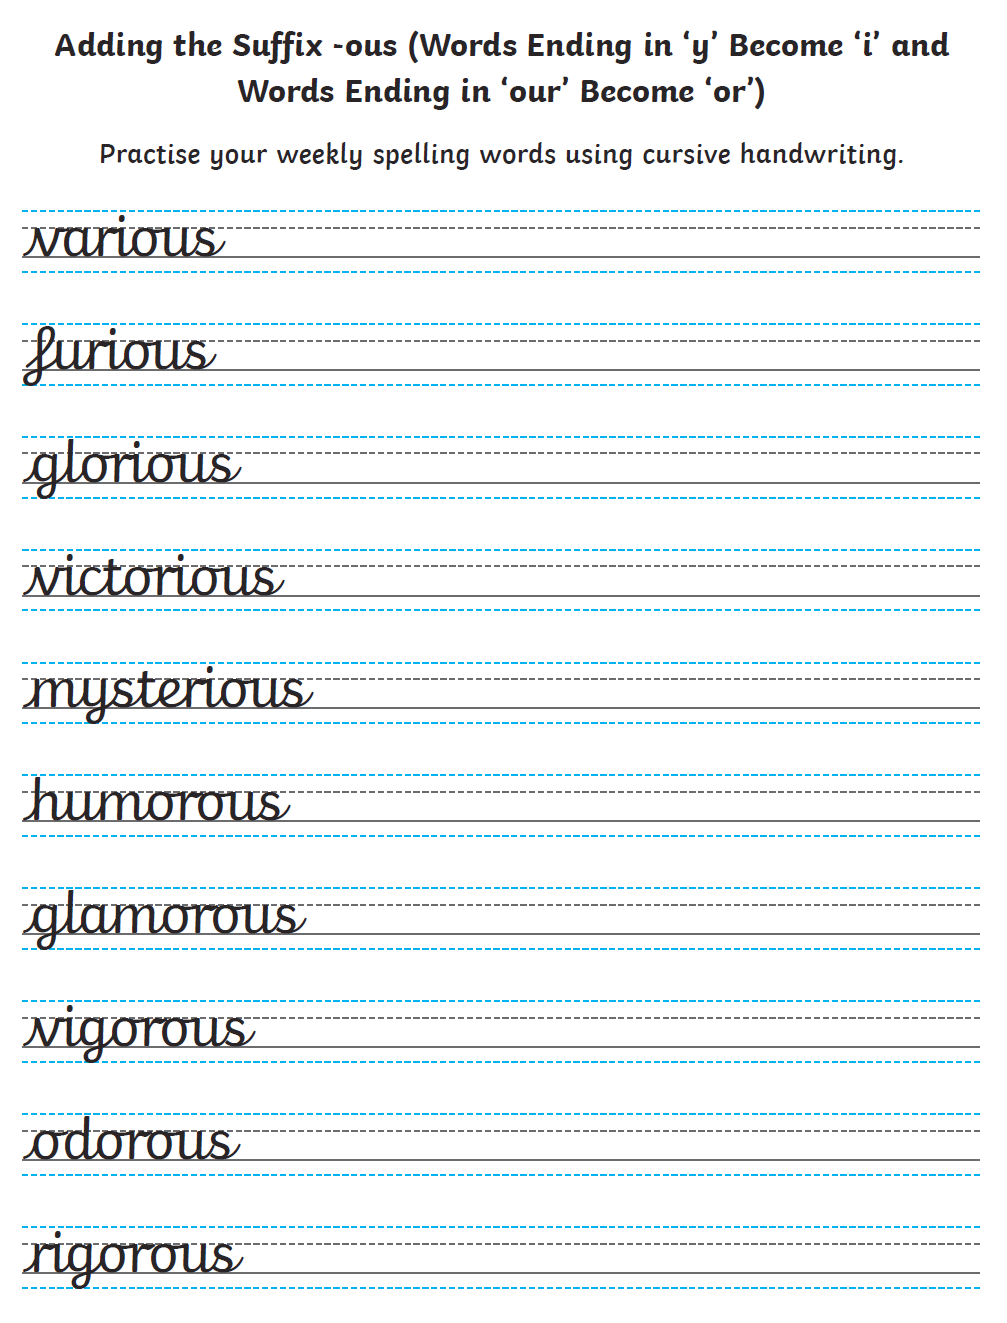 Adding the Suffix -ous (Words Ending in ‘y’ Become ‘i’ and
Words Ending in ‘our’ Become ‘or’)
Practise your weekly spelling words using cursive handwriting.
various
furious
glorious
victorious
mysterious
humorous
glamorous
vigorous
odorous
rigorous